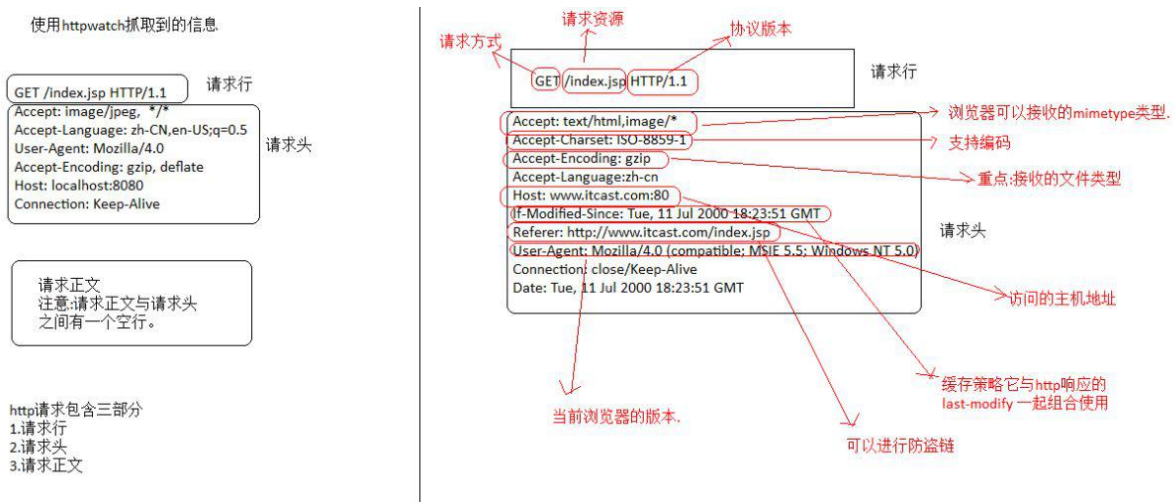 使用httpwatch抓取到的信息.
GET /index.jsp HTTP/1.1
请求行
Accept: image/jpeg, */*
Accept-Language: zh-CN,en-US;q=0.5
User-Agent: Mozilla/4.0
Accept-Encoding: gzip, deflate
Host: localhost:8080
Connection: Keep-Alive
请求头
请求正文
注意:请求正文与请求头
之间有一个空行。
http请求包含三部分
1.请求行
2.请求头
3.请求正文
请求方式
请求资源
协议版本
GET /index.jsp HTTP/1.1
请求行
Accept: text/html,image/*
Accept-Charset: ISO-8859-1
Accept-Encoding: gzip
Accept-Language:zh-cn
Host: www.itcast.com:80
If-Modified-Since: Tue, 11 Jul 2000 18:23:51 GMT
Referer: http://www.itcast.com/index.jsp
User-Agent: Mozilla/4.0 (compatible; MSIE 5.5; Windows NT 5.0)
Connection: close/Keep-Alive
Date: Tue, 11 Jul 2000 18:23:51 GMT
请求头
浏览器可以接收的mimetype类型.
支持编码
重点:接收的文件类型
访问的主机地址
缓存策略它与http响应的
last-modify 一起组合使用
可以进行防盗链
当前浏览器的版本.